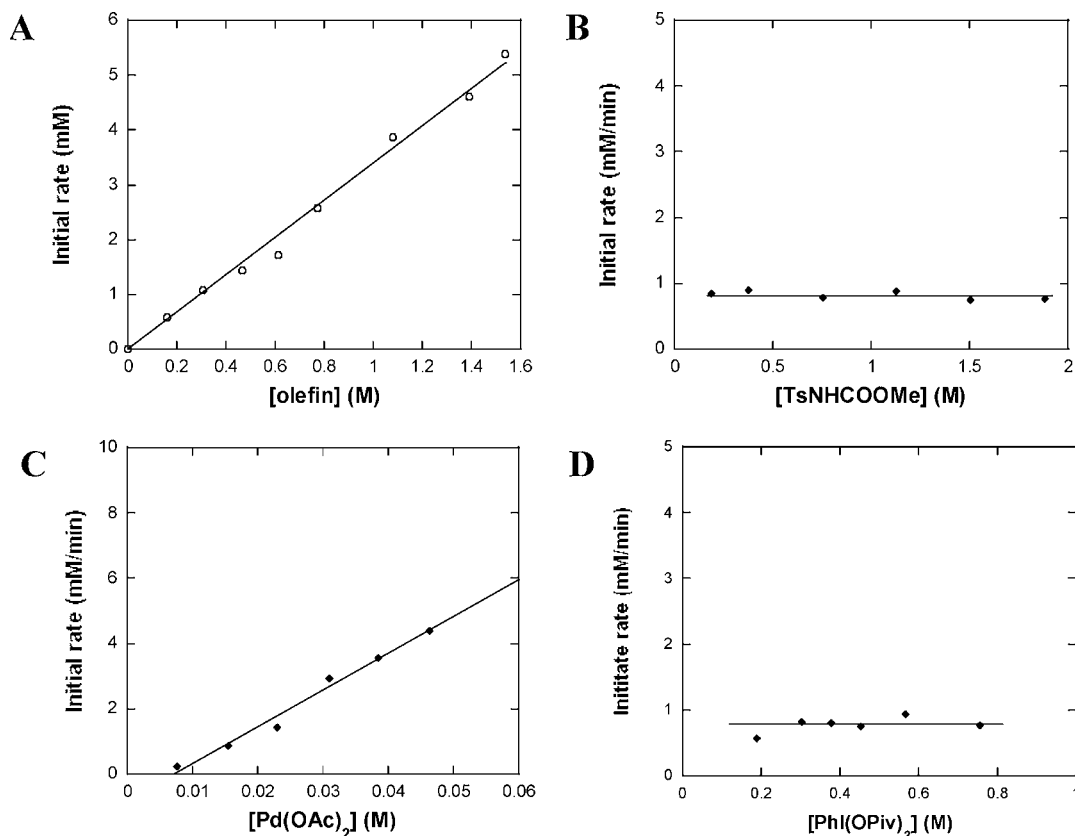 A
Initial rate (mM)
6
5
4
3
2
1
0
0 0.2 0.4 0.6 0.8 1 1.2 1.4 1.6
[olefin] (M)
B
Initial rate (mM/min)
5
4
3
2
1
0
0 0.5 1 1.5 2
[TsNHCOOMe] (M)
C
Initial rate (mM/min)
10
8
6
4
2
0
0 0.01 0.02 0.03 0.04 0.05 0.06
[Pd(OAc)₂] (M)
D
Inititate rate (mM/min)
5
4
3
2
1
0
0 0.2 0.4 0.6 0.8 1
[PhI(OPiv)₂] (M)